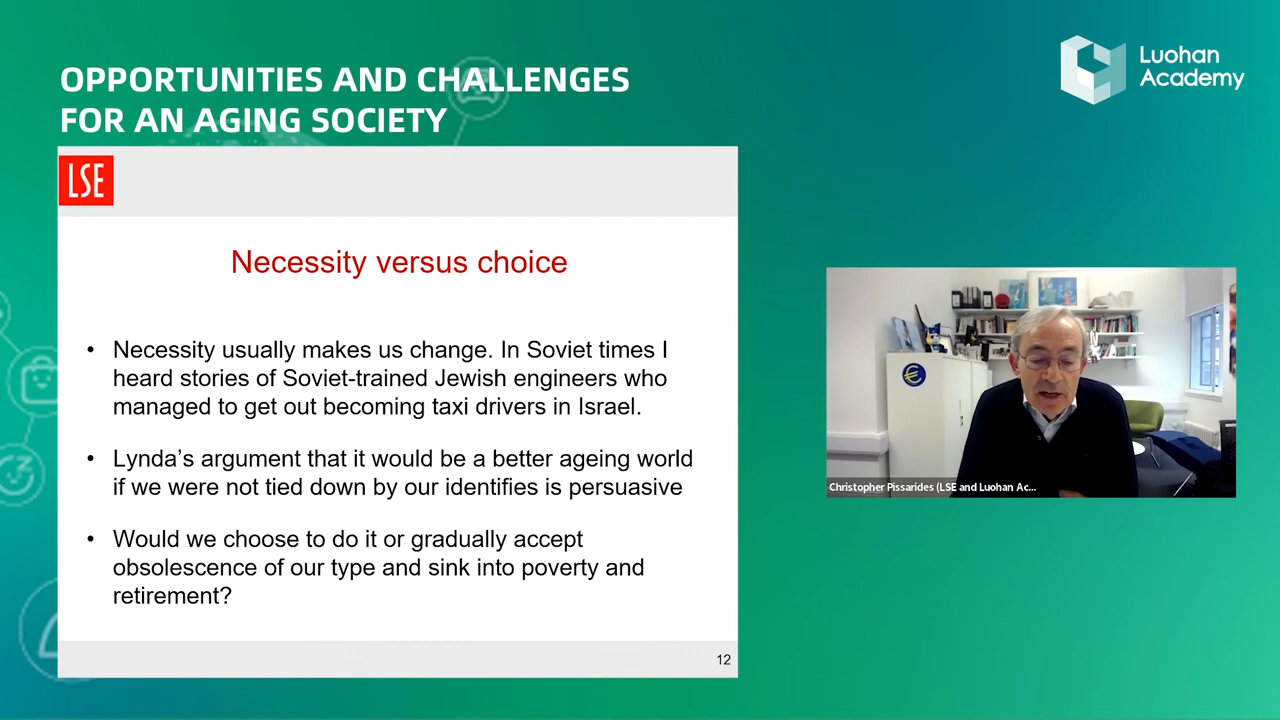 OPPORTUNITIES AND CHALLENGES
FOR AN AGING SOCIETY
Luohan
Academy
LSE
Necessity versus choice
• Necessity usually makes us change. In Soviet times I
heard stories of Soviet-trained Jewish engineers who
managed to get out becoming taxi drivers in Israel.
• Lynda's argument that it would be a better ageing world
if we were not tied down by our identifies is persuasive
• Would we choose to do it or gradually accept
obsolescence of our type and sink into poverty and
retirement?
12
Christopher Pissarides (LSE and Luohan Ac...